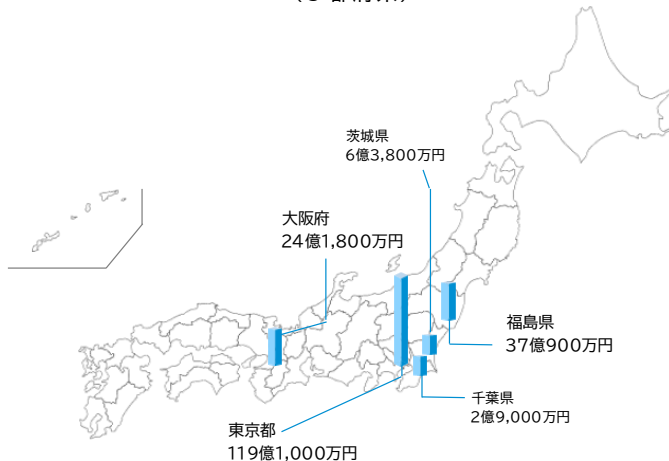 茨城県
6億3,800万円
大阪府
24億1,800万円
福島県
37億900万円
千葉県
2億9,000万円
東京都
119億1,000万円